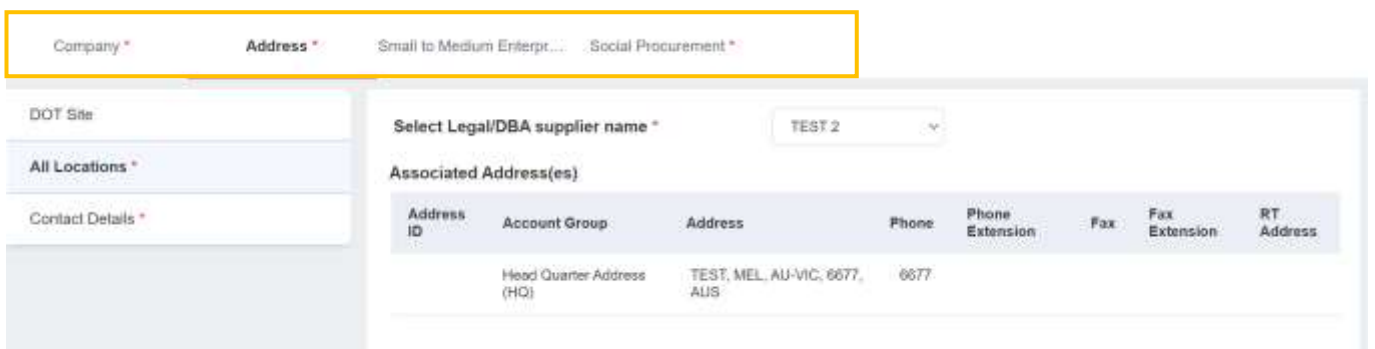 Company * Address * Small to Medium Enterpr... Social Procurement *
DOT Site
All Locations *
Contact Details *
Select Legal/DBA supplier name * TEST 2
Associated Address(es)
Address ID Account Group Address Phone Phone Extension Fax Fax Extension RT Address
Head Quarter Address (HQ) TEST, MEL, AU-VIC, 6677, AUS 6677